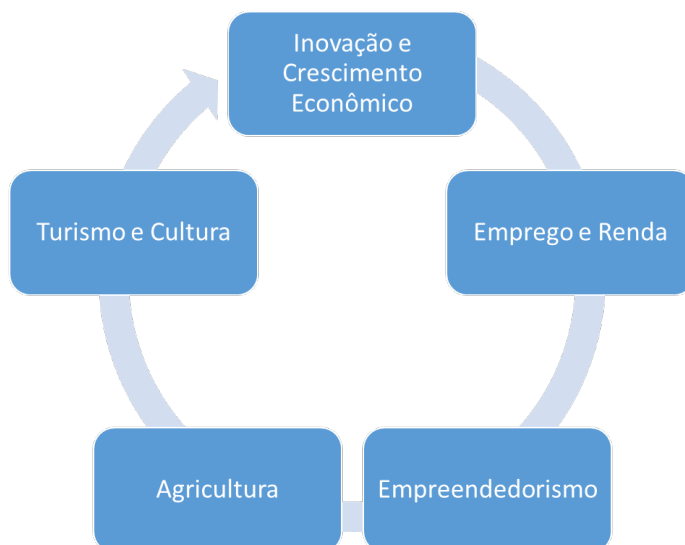 Inovação e
Crescimento
Econômico
Turismo e Cultura
Emprego e Renda
Agricultura
Empreendedorismo